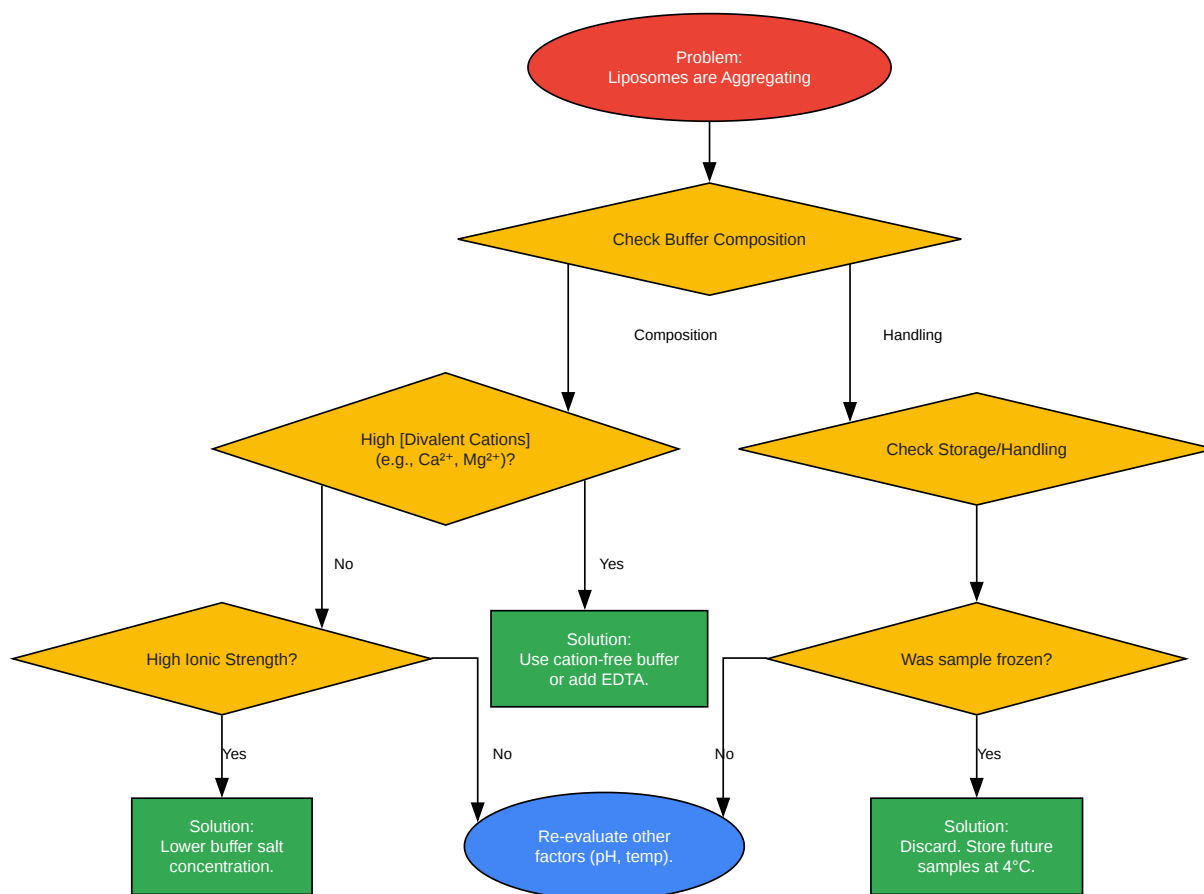 Problem:
Liposomes are Aggregating
Check Buffer Composition
Composition
Handling
High [Divalent Cations]
(e.g., Ca²⁺, Mg²⁺)?
Check Storage/Handling
No
Yes
High Ionic Strength?
Solution:
Use cation-free buffer
or add EDTA.
Was sample frozen?
Yes
No
No
Yes
Solution:
Lower buffer salt
concentration.
Re-evaluate other
factors (pH, temp).
Solution:
Discard. Store future
samples at 4°C.